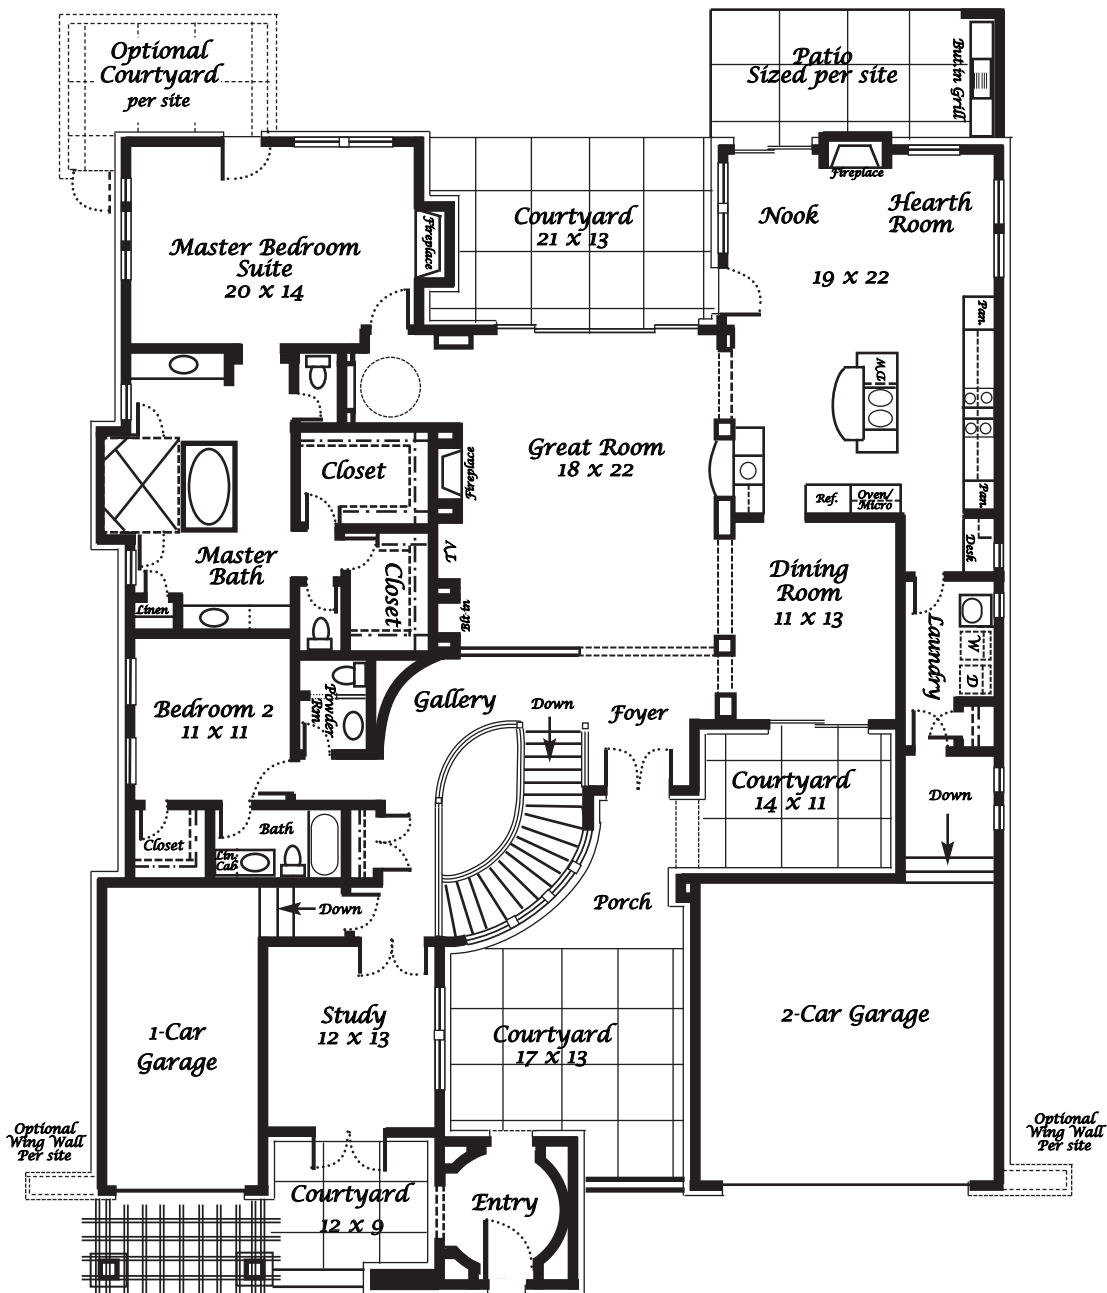 Optional
Courtyard
per site
Patio
Sized per site
But.in Grill
Fireplace
Courtyard
21 x 13
Nook
Hearth
Room
19 x 22
Master Bedroom
Suite
20 x 14
Fireplace
Pan.
D.W
Great Room
18 x 22
Closet
Fireplace
Ref.
Oven/
Micro
Pan.
Desk
TV
Master
Bath
Closet
Dining
Room
11 x 13
Linen
Blt in
Laundry
W
D
Bedroom 2
11 x 11
Powder
Rm.
Gallery
Down
Foyer
Courtyard
14 x 11
Down
Closet
Bath
Lin.
Cab.
Down
Porch
1-Car
Garage
Study
12 x 13
Courtyard
17 x 13
2-Car Garage
Optional
Wing Wall
Per site
Optional
Wing Wall
Per site
Courtyard
12 x 9
Entry